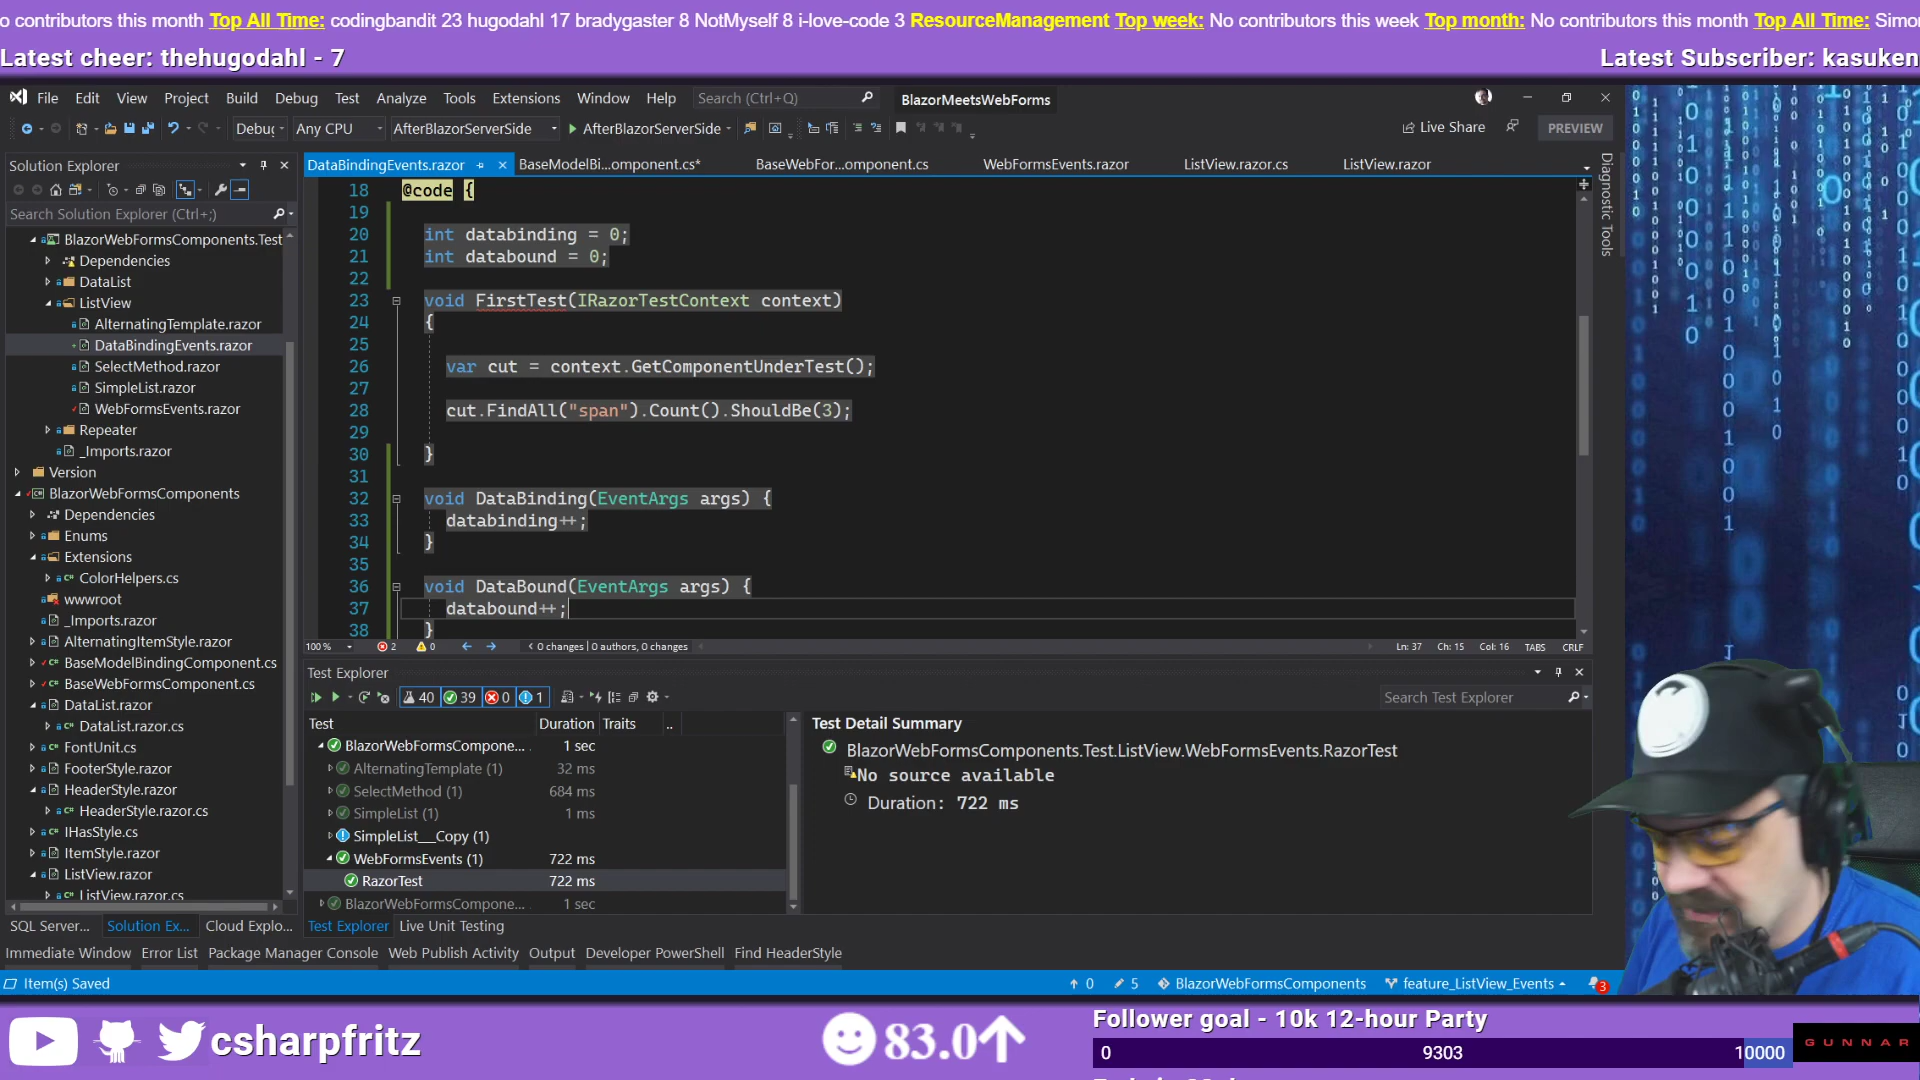 o contributors this month Top All Time: codingbandit 23 hugodahl 17 bradygaster 8 NotMyself 8 i-love-code 3 ResourceManagement Top week: No contributors this week Top month: No contributors this month Top All Time: Simo
Latest cheer: thehugodahl - 7
Latest Subscriber: kasuken
File Edit View Project Build Debug Test Analyze Tools Extensions Window Help Search (Ctrl+Q) BlazorMeetsWebForms
Debug Any CPU AfterBlazorServerSide AfterBlazorServerSide Live Share PREVIEW
Solution Explorer
Search Solution Explorer (Ctrl+;)
BlazorWebFormsComponents.Test
Dependencies
DataList
ListView
AlternatingTemplate.razor
DataBindingEvents.razor
SelectMethod.razor
SimpleList.razor
WebFormsEvents.razor
Repeater
_Imports.razor
Version
BlazorWebFormsComponents
Dependencies
Enums
Extensions
ColorHelpers.cs
wwwroot
_Imports.razor
AlternatingItemStyle.razor
BaseModelBindingComponent.cs
BaseWebFormsComponent.cs
DataList.razor
DataList.razor.cs
FontUnit.cs
FooterStyle.razor
HeaderStyle.razor
HeaderStyle.razor.cs
IHasStyle.cs
ItemStyle.razor
ListView.razor
ListView.razor.cs
SQL Server... Solution Ex... Cloud Explo...
DataBindingEvents.razor BaseModelBi...omponent.cs* BaseWebFor...omponent.cs WebFormsEvents.razor ListView.razor.cs ListView.razor
Diagnostic Tools
18 @code {
19
20 int databinding = 0;
21 int databound = 0;
22
23 void FirstTest(IRazorTestContext context)
24 {
25
26 var cut = context.GetComponentUnderTest();
27
28 cut.FindAll("span").Count().ShouldBe(3);
29
30 }
31
32 void DataBinding(EventArgs args) {
33 databinding++;
34 }
35
36 void DataBound(EventArgs args) {
37 databound++;
38 }
100 % 2 0 0 changes | 0 authors, 0 changes Ln: 37 Ch: 15 Col: 16 TABS CRLF
Test Explorer
40 39 0 1 Search Test Explorer
Test Duration Traits ..
BlazorWebFormsCompone... 1 sec
AlternatingTemplate (1) 32 ms
SelectMethod (1) 684 ms
SimpleList (1) 1 ms
SimpleList___Copy (1)
WebFormsEvents (1) 722 ms
RazorTest 722 ms
BlazorWebFormsCompone... 1 sec
Test Detail Summary
BlazorWebFormsComponents.Test.ListView.WebFormsEvents.RazorTest
No source available
Duration: 722 ms
Test Explorer Live Unit Testing
Immediate Window Error List Package Manager Console Web Publish Activity Output Developer PowerShell Find HeaderStyle
Item(s) Saved 0 5 BlazorWebFormsComponents feature_ListView_Events 3
csharpfritz
83.0
Follower goal - 10k 12-hour Party
0 9303 10000
GUNNAR